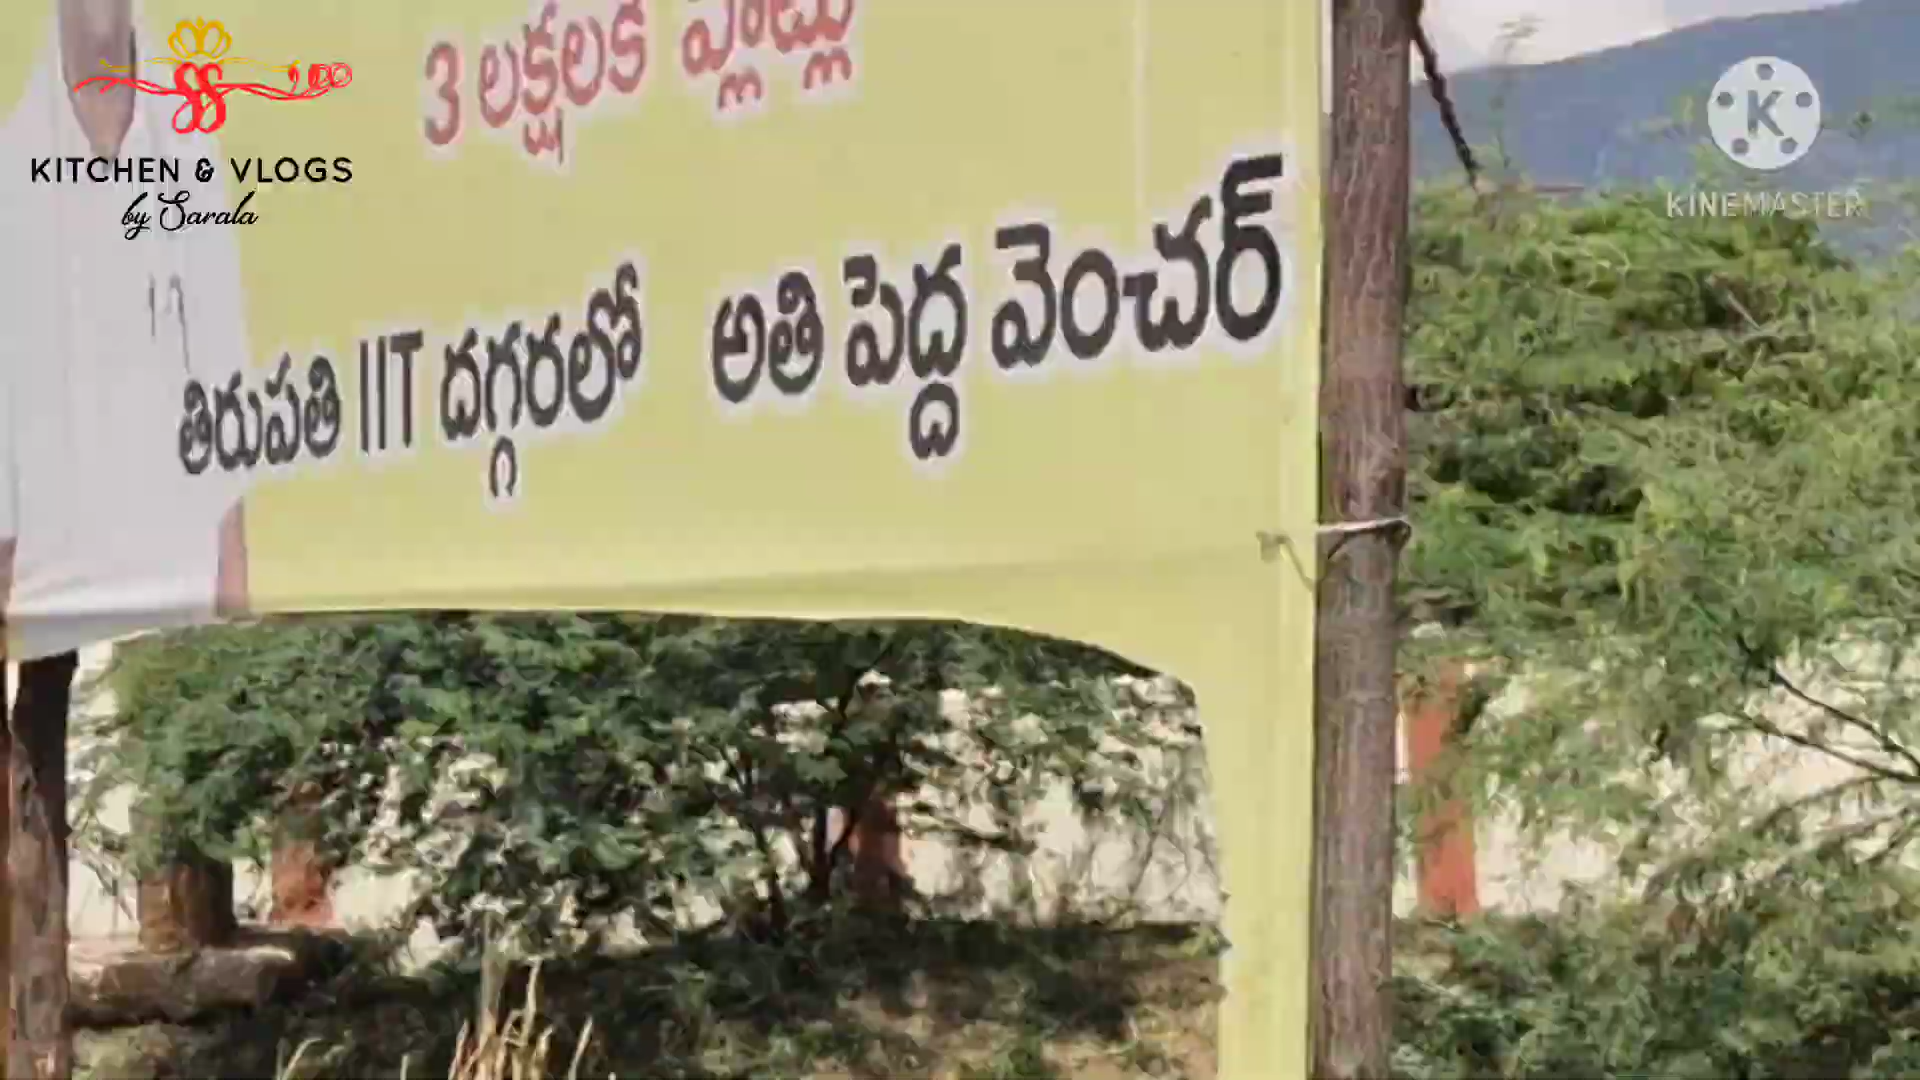 3 లక్షలకే ప్లాట్లు
KITCHEN & VLOGS
by Sarala
K
KINEMASTER
తిరుపతి IIT దగ్గరలో అతి పెద్ద వెంచర్